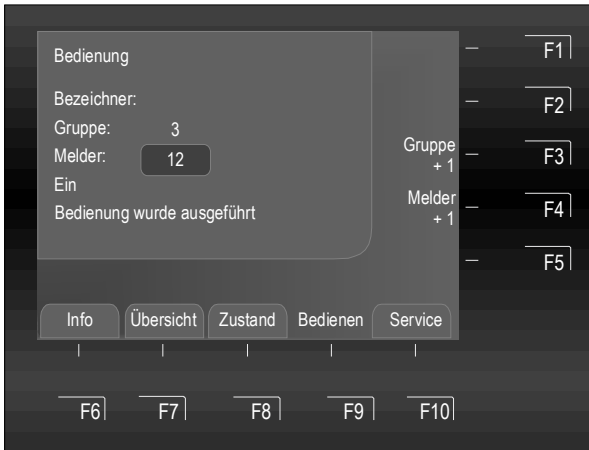 Bedienung
Bezeichner:
Gruppe: 3
Melder: 12
Ein
Bedienung wurde ausgeführt
Gruppe
+ 1
Melder
+ 1
F1
F2
F3
F4
F5
Info Übersicht Zustand Bedienen Service
F6 F7 F8 F9 F10